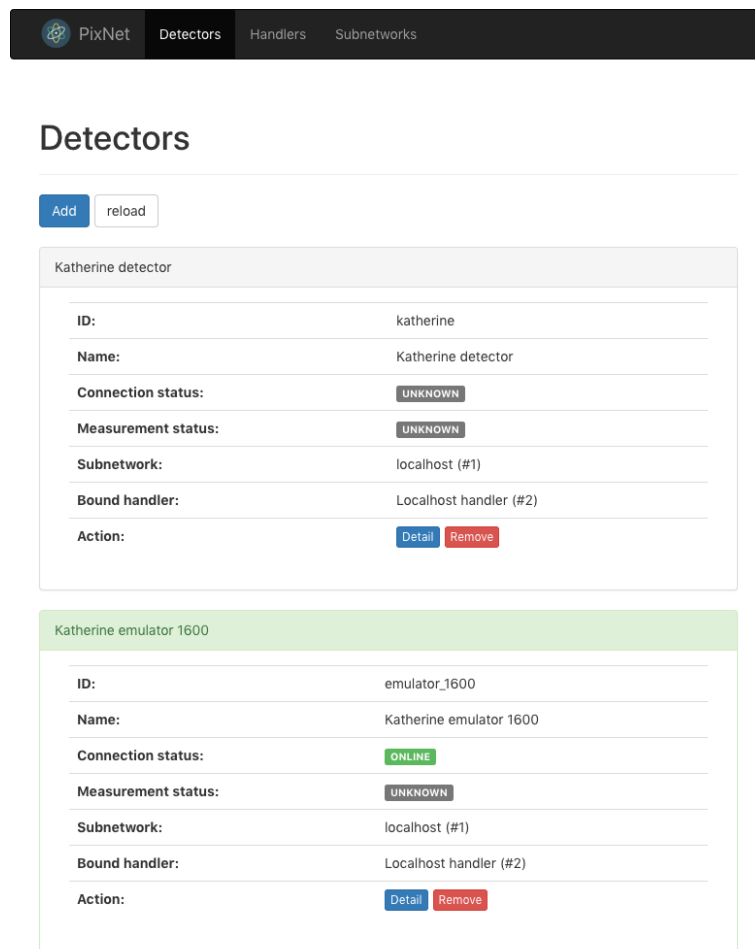 PixNet Detectors Handlers Subnetworks
Detectors
Add reload
Katherine detector
ID: katherine
Name: Katherine detector
Connection status: UNKNOWN
Measurement status: UNKNOWN
Subnetwork: localhost (#1)
Bound handler: Localhost handler (#2)
Action: Detail Remove
Katherine emulator 1600
ID: emulator_1600
Name: Katherine emulator 1600
Connection status: ONLINE
Measurement status: UNKNOWN
Subnetwork: localhost (#1)
Bound handler: Localhost handler (#2)
Action: Detail Remove